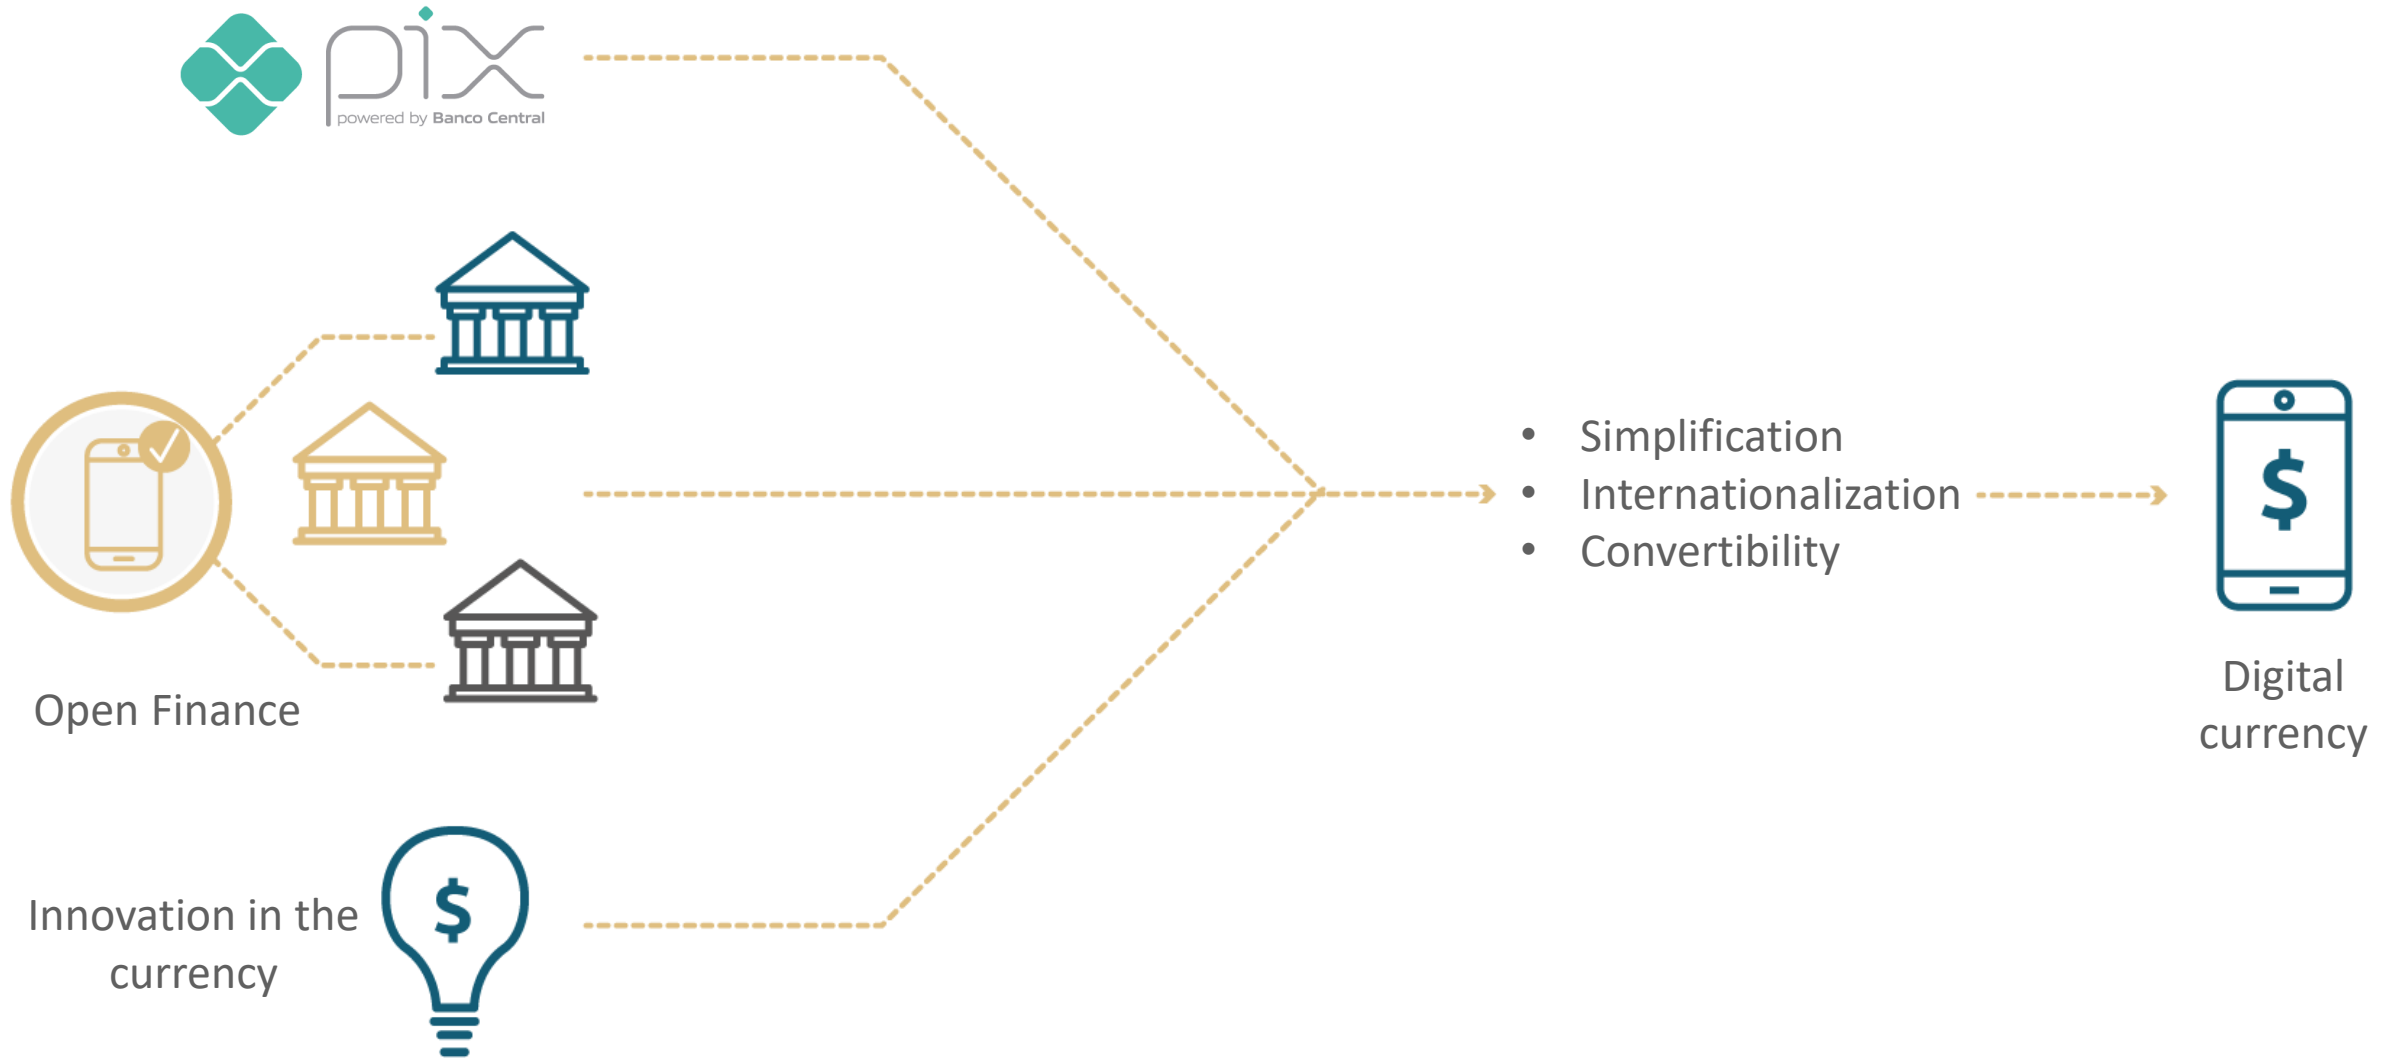 pix
powered by Banco Central
$
Open Finance
Innovation in the
currency
$
• Simplification
• Internationalization
• Convertibility
$
Digital
currency